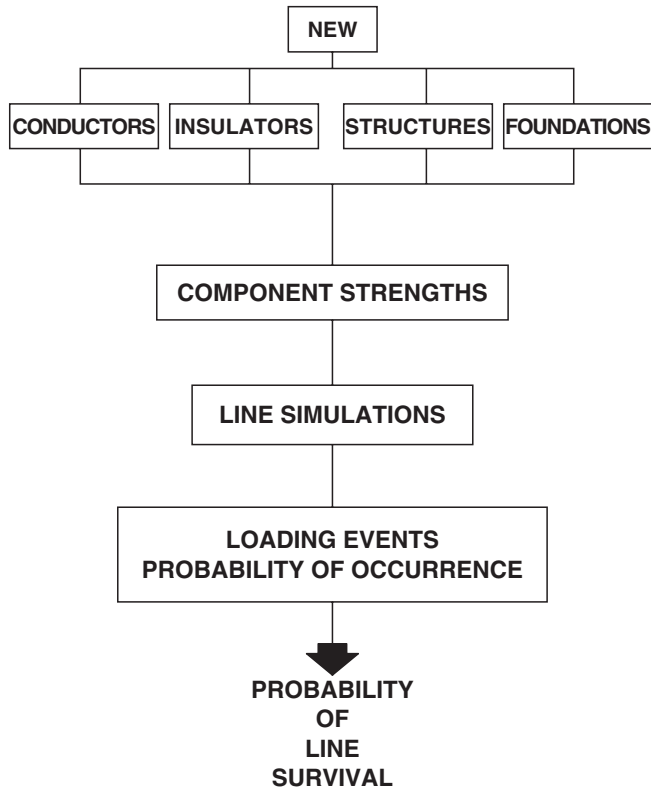 NEW
CONDUCTORS INSULATORS STRUCTURES FOUNDATIONS
COMPONENT STRENGTHS
LINE SIMULATIONS
LOADING EVENTS
PROBABILITY OF OCCURRENCE
PROBABILITY
OF
LINE
SURVIVAL